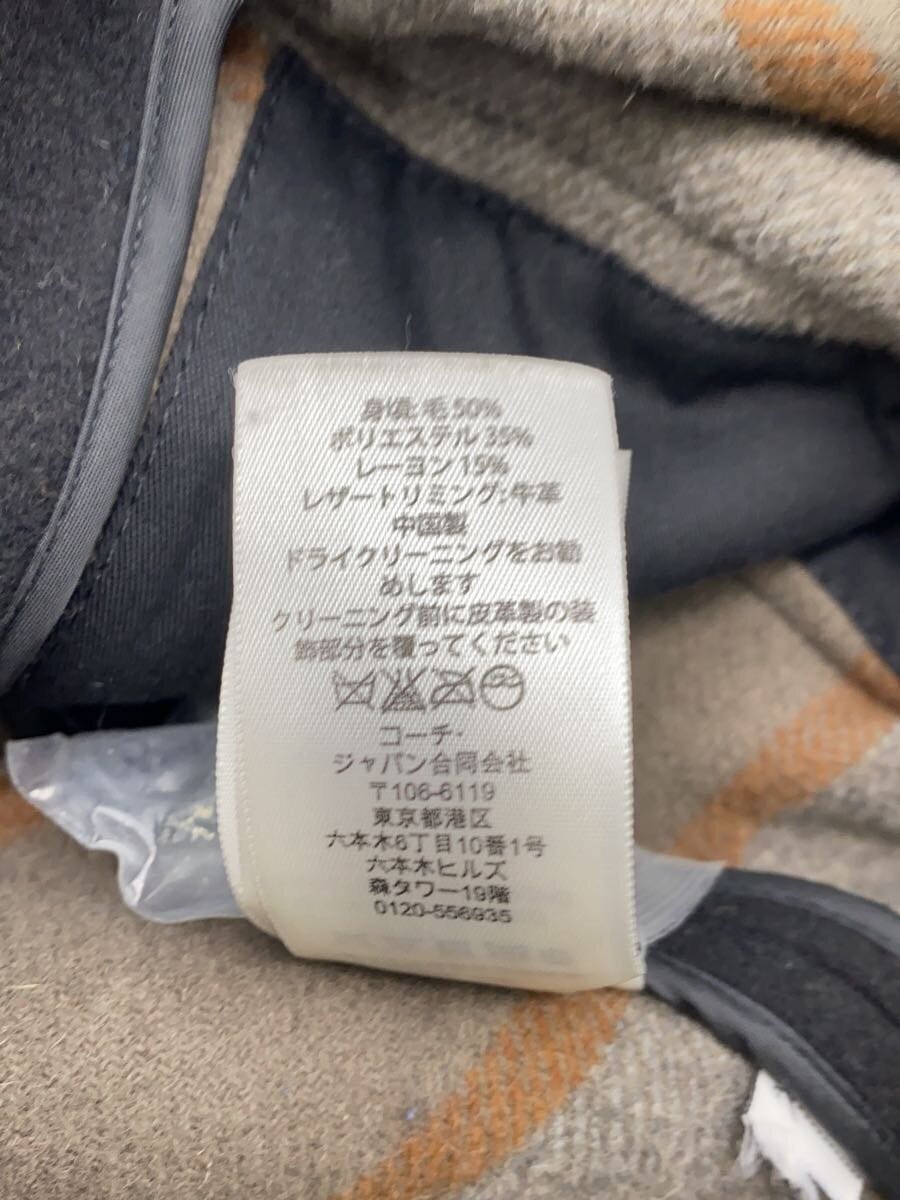 身頃:毛50%
ポリエステル35%
レーヨン15%
レザートリミング:牛革
中国製
ドライクリーニングをお勧
めします
クリーニング前に皮革製の装
飾部分を覆ってください
コーチ・
ジャパン合同会社
〒106-6119
東京都港区
六本木6丁目10番1号
六本木ヒルズ
森タワー19階
0120-556935